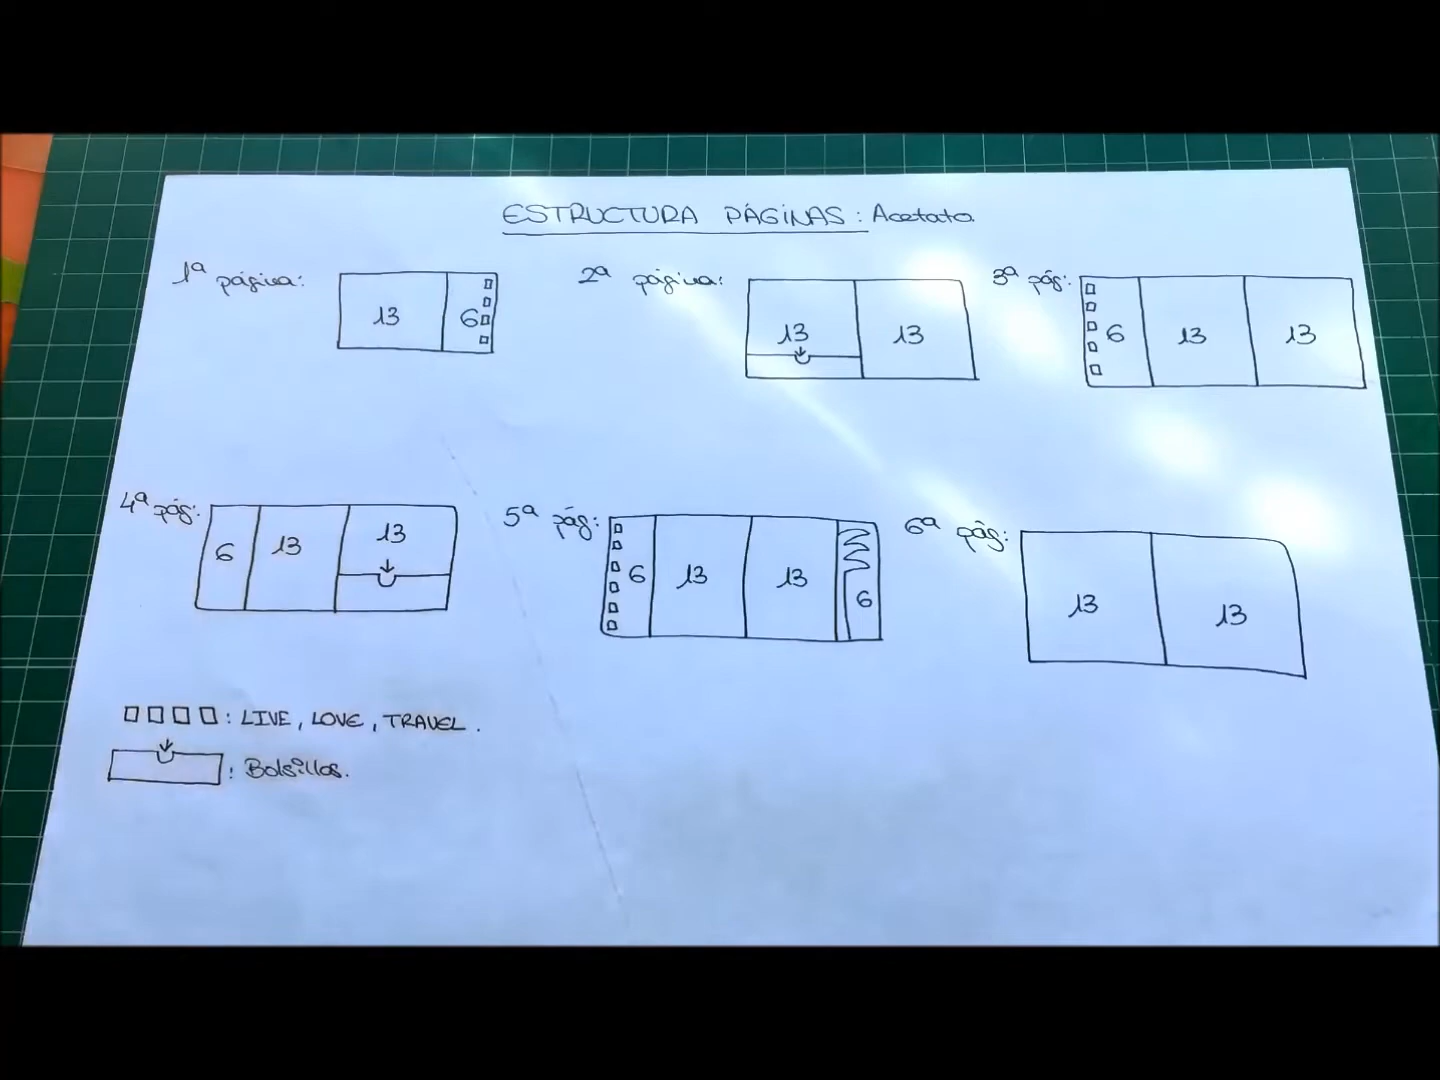 ESTRUCTURA PÁGINAS: Acetato
1ª página:
13 6
2ª página:
13 13
3ª pág:
6 13 13
4ª pág:
6 13 13
5ª pág:
6 13 13 6
6ª pág:
13 13
: LIVE, LOVE, TRAVEL.
: Bolsillos.